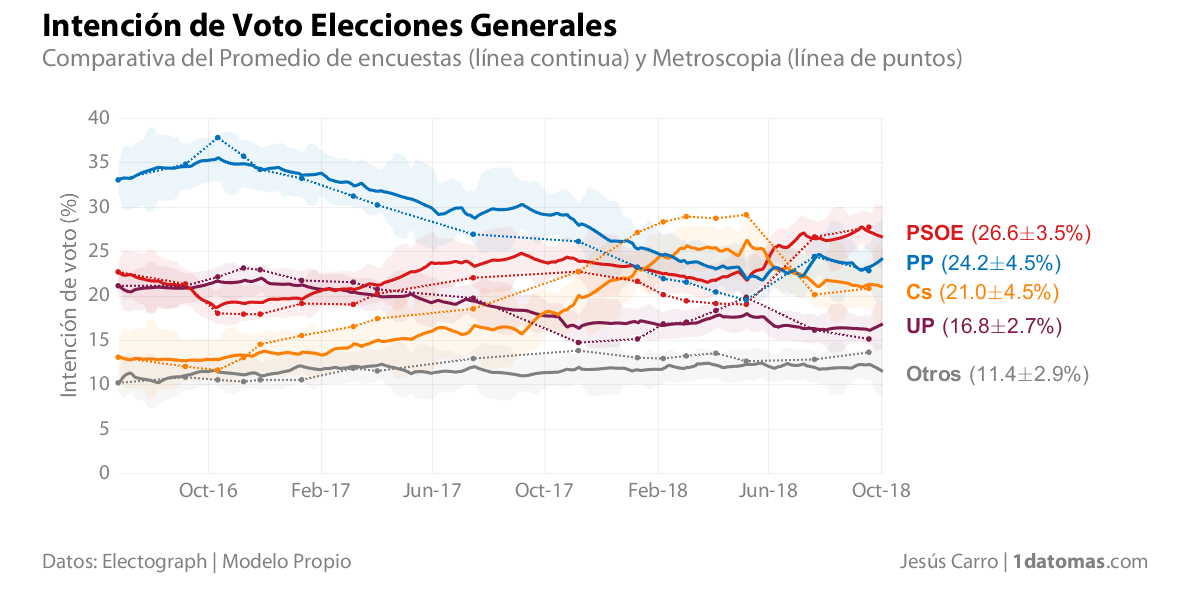 Intención de Voto Elecciones Generales
Comparativa del Promedio de encuestas (línea continua) y Metroscopia (línea de puntos)
Intención de voto (%)
40
35
30
25
20
15
10
5
0
Oct-16 Feb-17 Jun-17 Oct-17 Feb-18 Jun-18 Oct-18
PSOE (26.6±3.5%)
PP (24.2±4.5%)
Cs (21.0±4.5%)
UP (16.8±2.7%)
Otros (11.4±2.9%)
Datos: Electograph | Modelo Propio
Jesús Carro | 1datomas.com